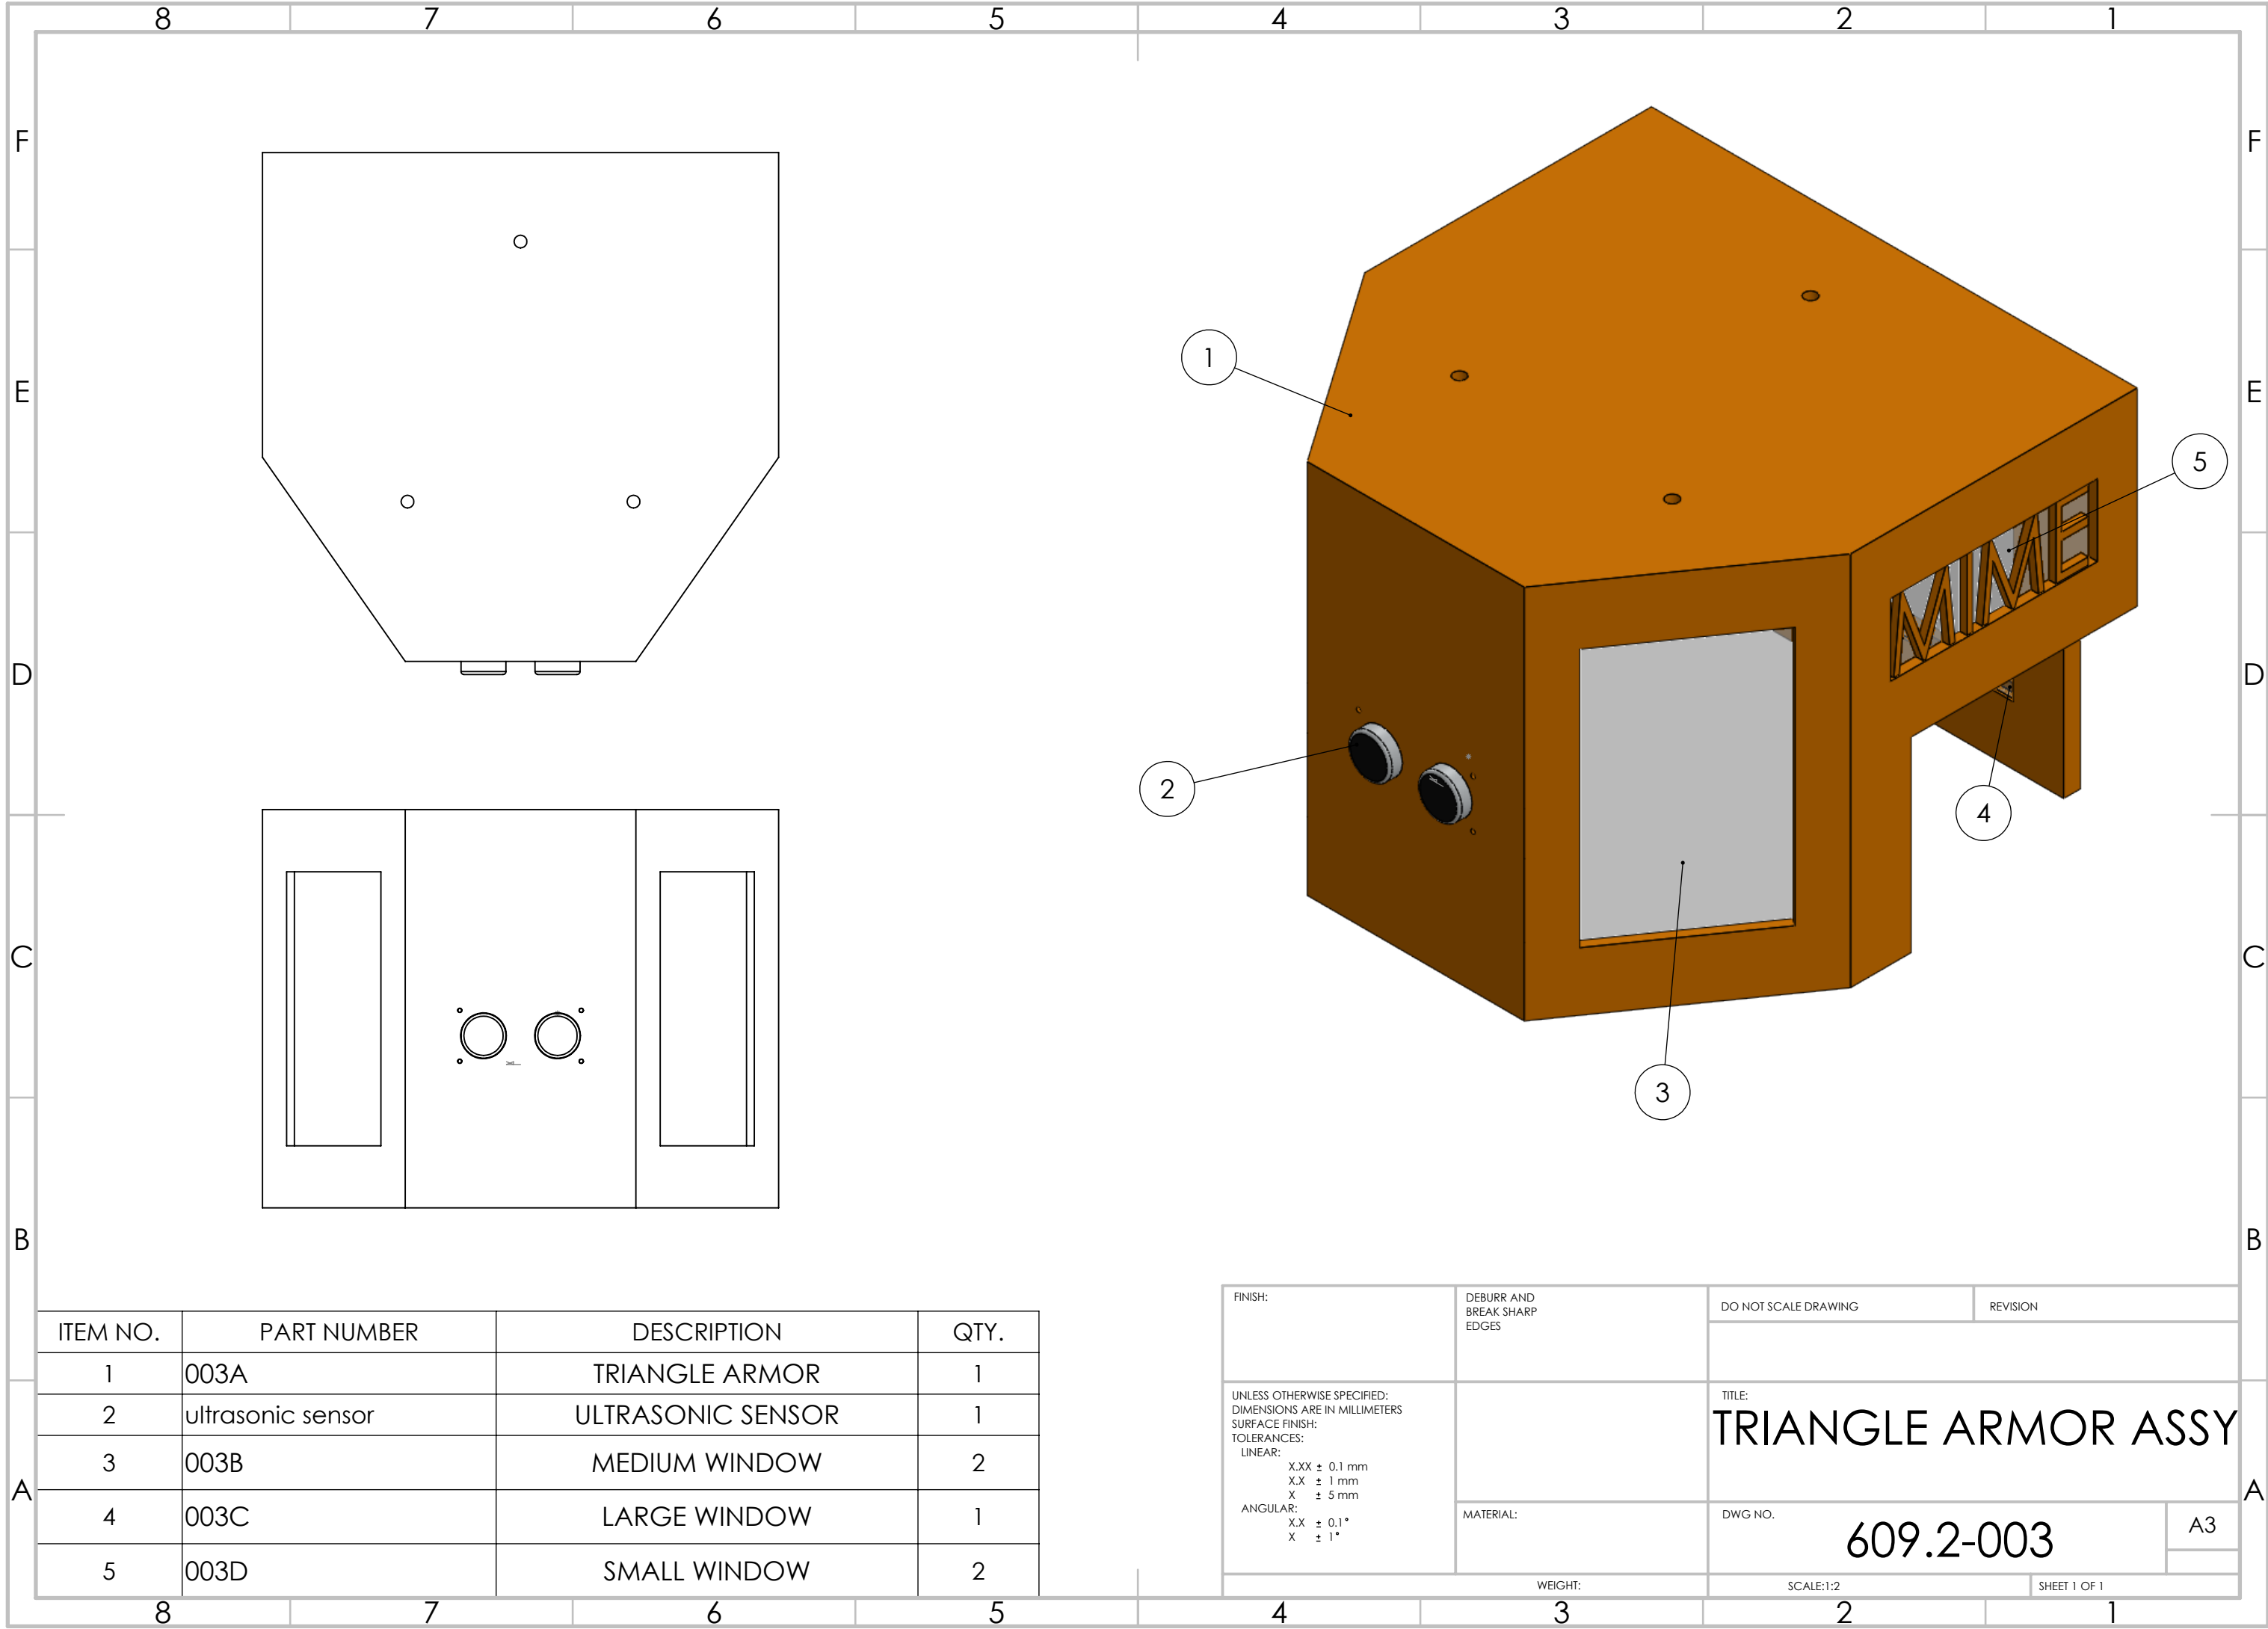 8 7 6 5 4 3 2 1
F F
E E
D D
C C
B B
A A
1
2
3
4
5
MIME
ITEM NO. PART NUMBER DESCRIPTION QTY.
1 003A TRIANGLE ARMOR 1
2 ultrasonic sensor ULTRASONIC SENSOR 1
3 003B MEDIUM WINDOW 2
4 003C LARGE WINDOW 1
5 003D SMALL WINDOW 2
FINISH:
DEBURR AND
BREAK SHARP
EDGES
DO NOT SCALE DRAWING
REVISION
UNLESS OTHERWISE SPECIFIED:
DIMENSIONS ARE IN MILLIMETERS
SURFACE FINISH:
TOLERANCES:
LINEAR:
X.XX ± 0.1 mm
X.X ± 1 mm
X ± 5 mm
ANGULAR:
X.X ± 0.1°
X ± 1°
TITLE:
TRIANGLE ARMOR ASSY
MATERIAL:
DWG NO.
609.2-003
A3
WEIGHT:
SCALE:1:2
SHEET 1 OF 1
8 7 6 5 4 3 2 1